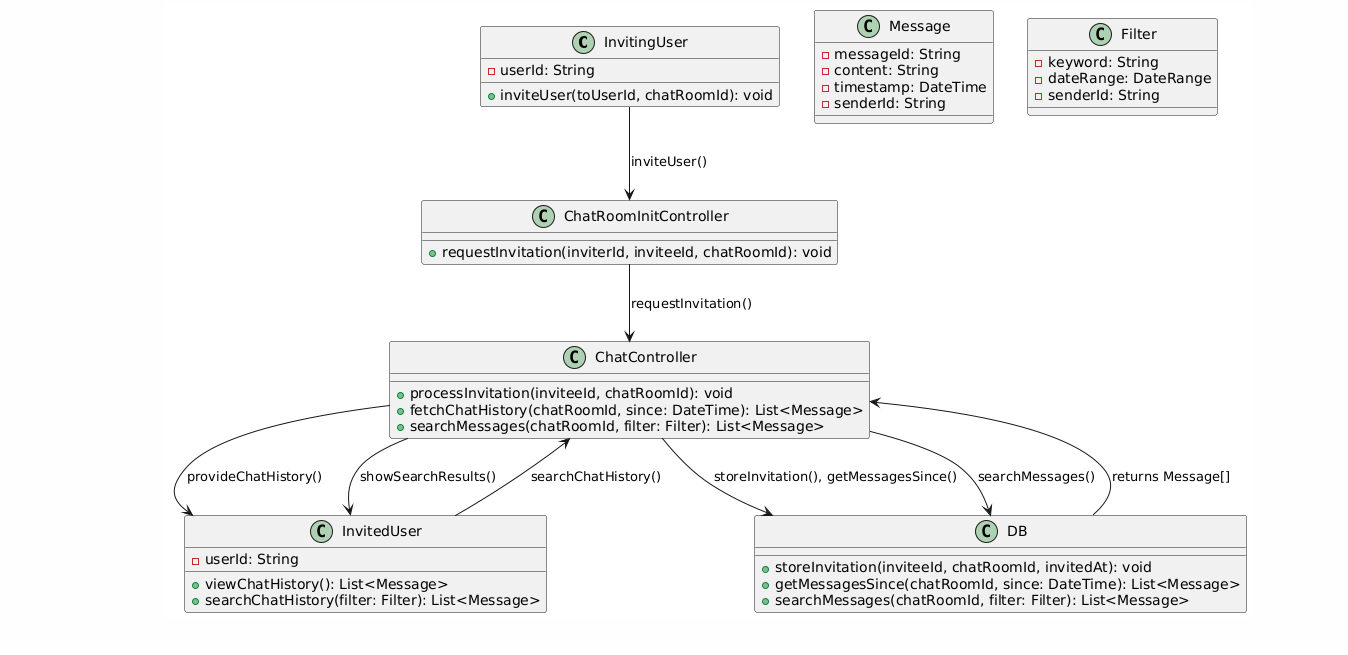 C InvitingUser
userId: String
inviteUser(toUserId, chatRoomId): void
C Message
messageId: String
content: String
timestamp: DateTime
senderId: String
C Filter
keyword: String
dateRange: DateRange
senderId: String
inviteUser()
C ChatRoomInitController
requestInvitation(inviterId, inviteeId, chatRoomId): void
requestInvitation()
C ChatController
processInvitation(inviteeId, chatRoomId): void
fetchChatHistory(chatRoomId, since: DateTime): List<Message>
searchMessages(chatRoomId, filter: Filter): List<Message>
provideChatHistory()
showSearchResults()
searchChatHistory()
storeInvitation(), getMessagesSince()
searchMessages()
returns Message[]
C InvitedUser
userId: String
viewChatHistory(): List<Message>
searchChatHistory(filter: Filter): List<Message>
C DB
storeInvitation(inviteeId, chatRoomId, invitedAt): void
getMessagesSince(chatRoomId, since: DateTime): List<Message>
searchMessages(chatRoomId, filter: Filter): List<Message>